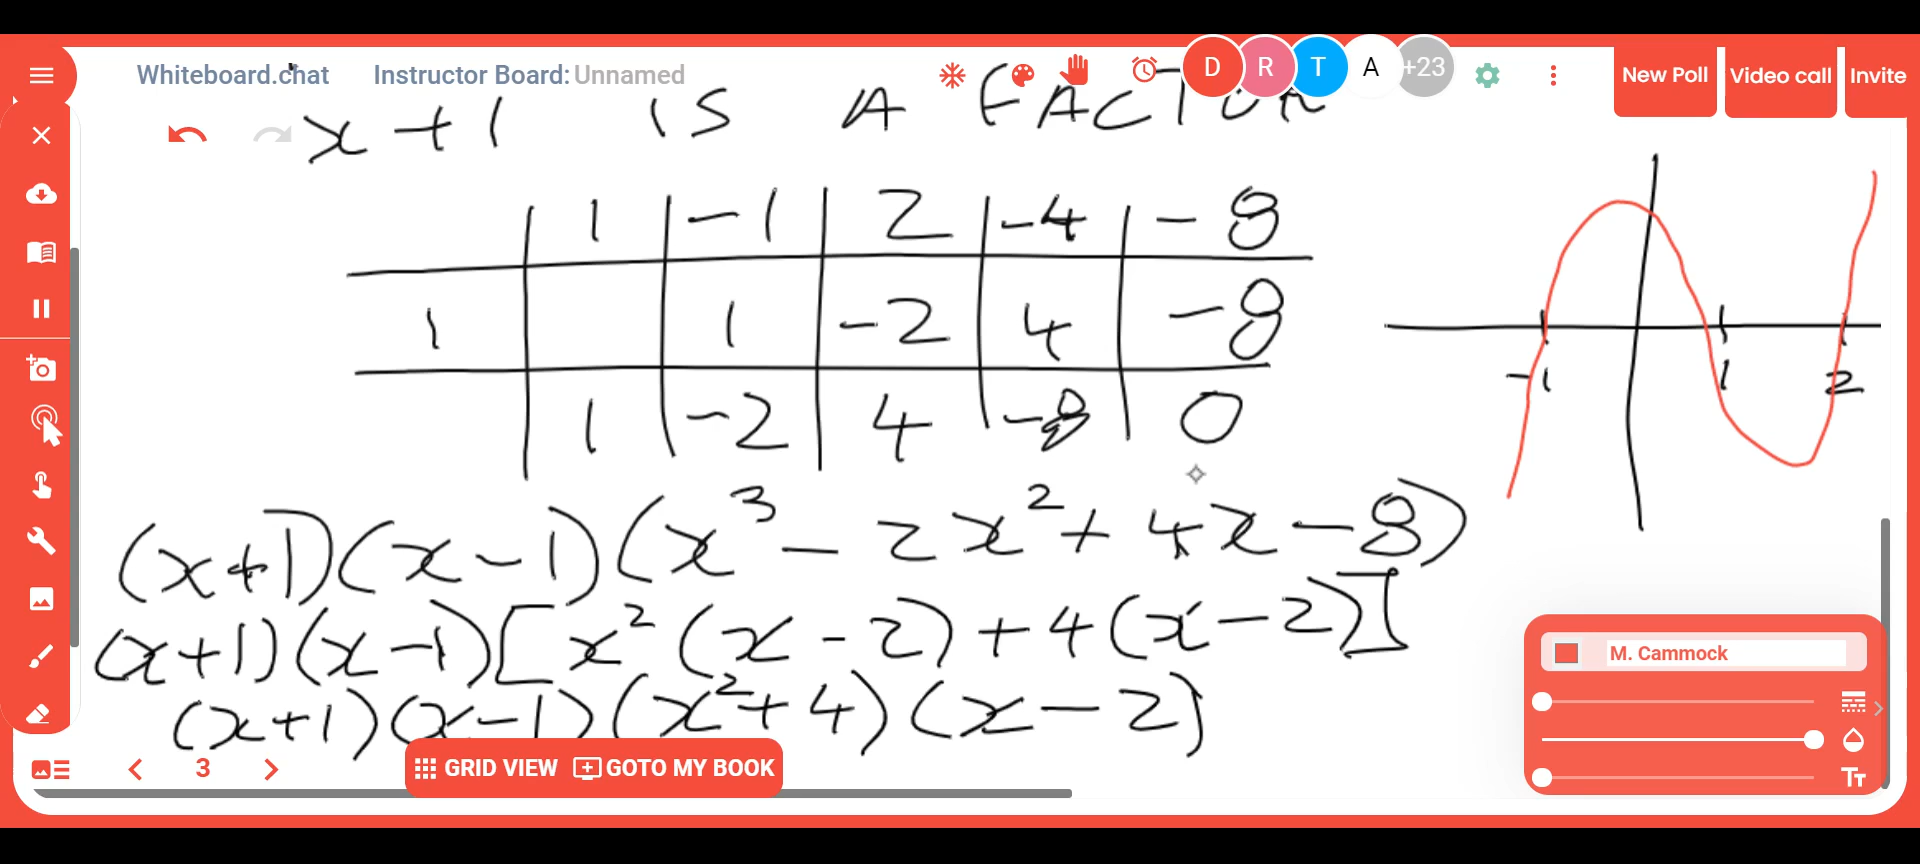 Whiteboard.chat Instructor Board: Unnamed
D R T A +23
New Poll Video call Invite
x + 1 IS A FACTOR
1 -1 2 -4 -8
1 1 -2 4 -8
1 -2 4 -8 0
-1 1 2
(x+1)(x-1)(x³ - 2x² + 4x - 8)
(x+1)(x-1)[x²(x-2) + 4(x-2)]
(x+1)(x-1)(x²+4)(x-2)
M. Cammock
Tт
3
GRID VIEW GOTO MY BOOK